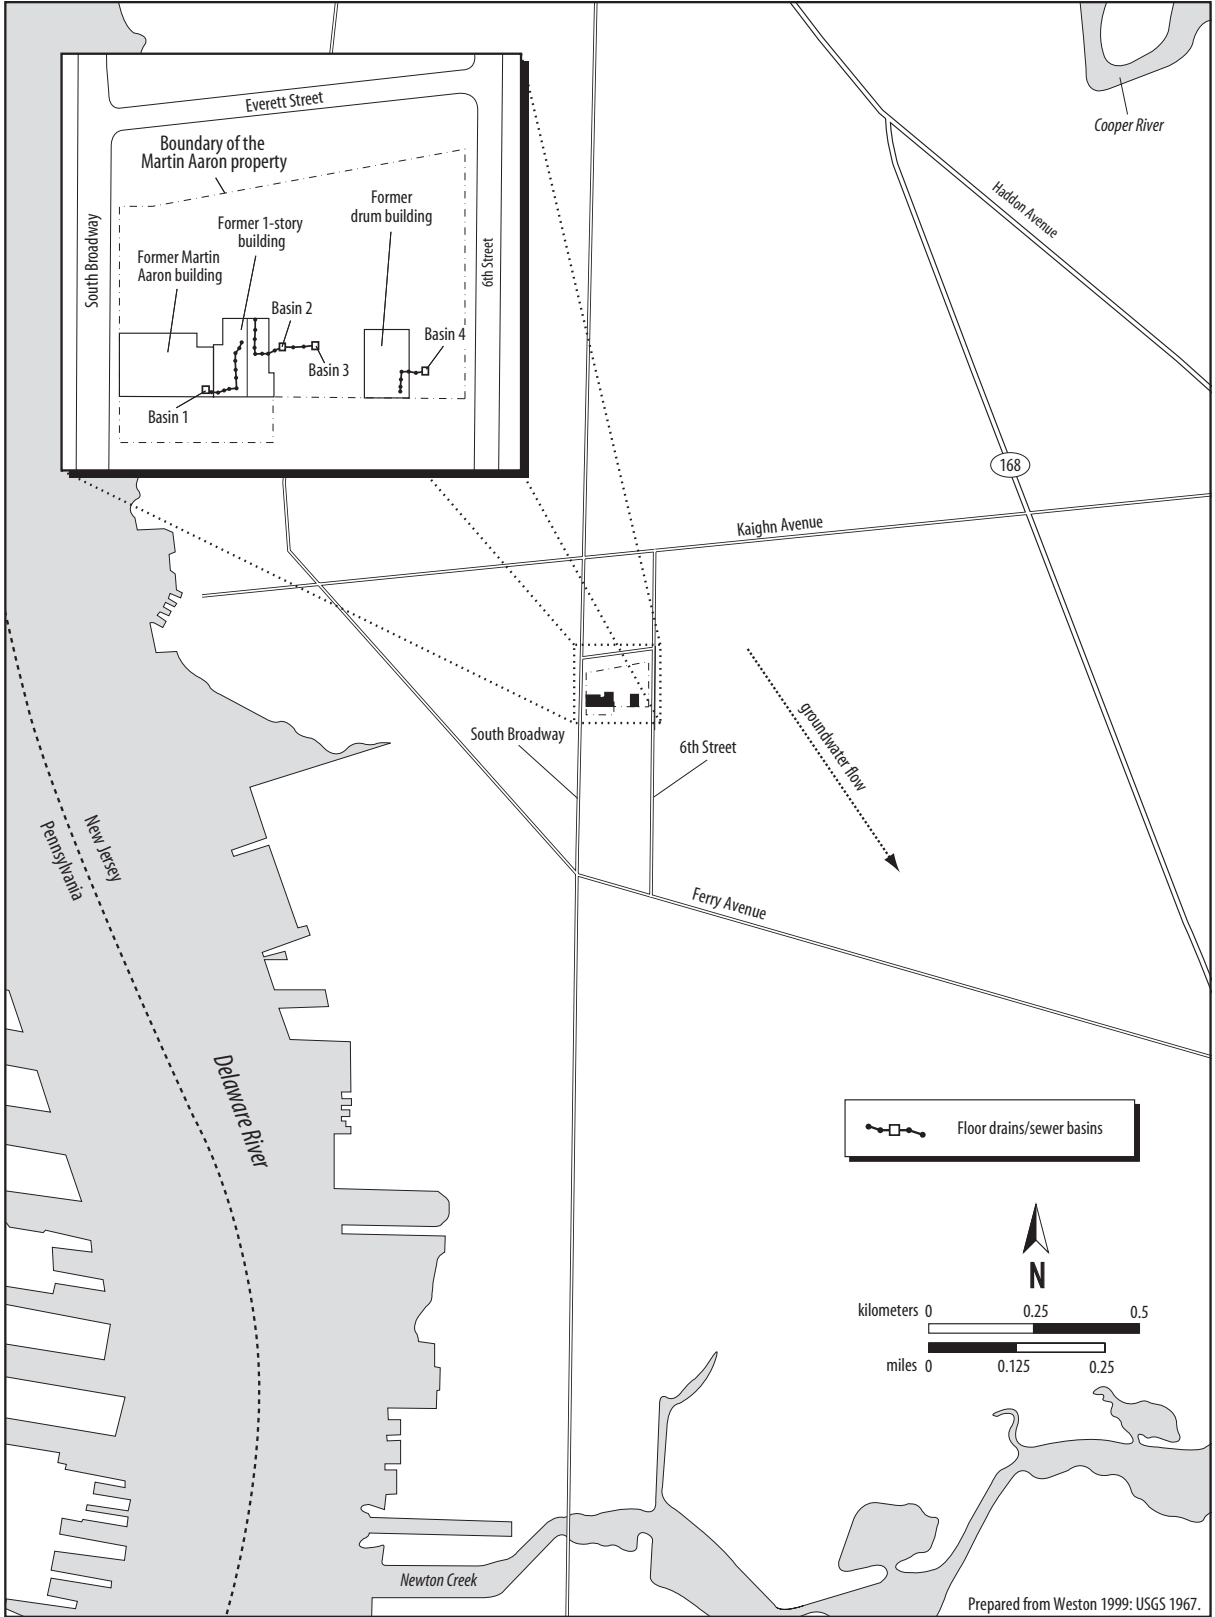 Everett Street
Boundary of the
Martin Aaron property
Former
drum building
Former 1-story
building
South Broadway
6th Street
Former Martin
Aaron building
Basin 2
Basin 4
Basin 3
Basin 1
Cooper River
Haddon Avenue
168
Kaighn Avenue
South Broadway
6th Street
groundwater flow
New Jersey
Pennsylvania
Ferry Avenue
Delaware River
Floor drains/sewer basins
N
kilometers 0 0.25 0.5
miles 0 0.125 0.25
Newton Creek
Prepared from Weston 1999: USGS 1967.